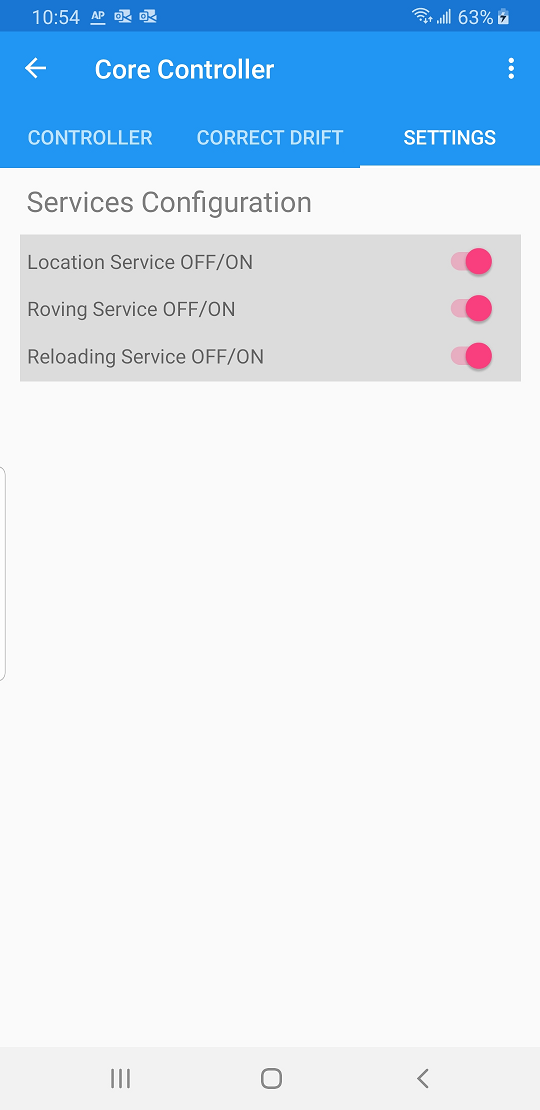 10:54 AP 63%
Core Controller
CONTROLLER CORRECT DRIFT SETTINGS
Services Configuration
Location Service OFF/ON
Roving Service OFF/ON
Reloading Service OFF/ON